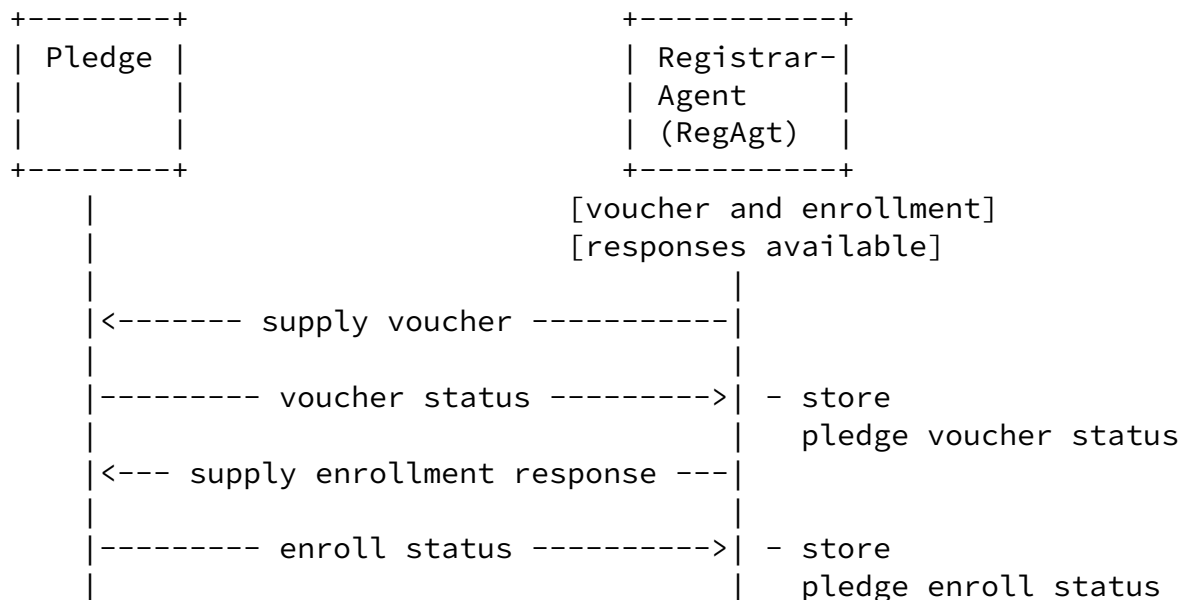 +--------+                        +-----------+
| Pledge |                        | Registrar-|
|        |                        | Agent     |
|        |                        | (RegAgt)  |
+--------+                        +-----------+
    |                          [voucher and enrollment]
    |                          [responses available]
    |                                   |
    |<------- supply voucher -----------|
    |                                   |
    |--------- voucher status --------->| - store
    |                                   |   pledge voucher status
    |<--- supply enrollment response ---|
    |                                   |
    |--------- enroll status ---------->| - store
    |                                   |   pledge enroll status